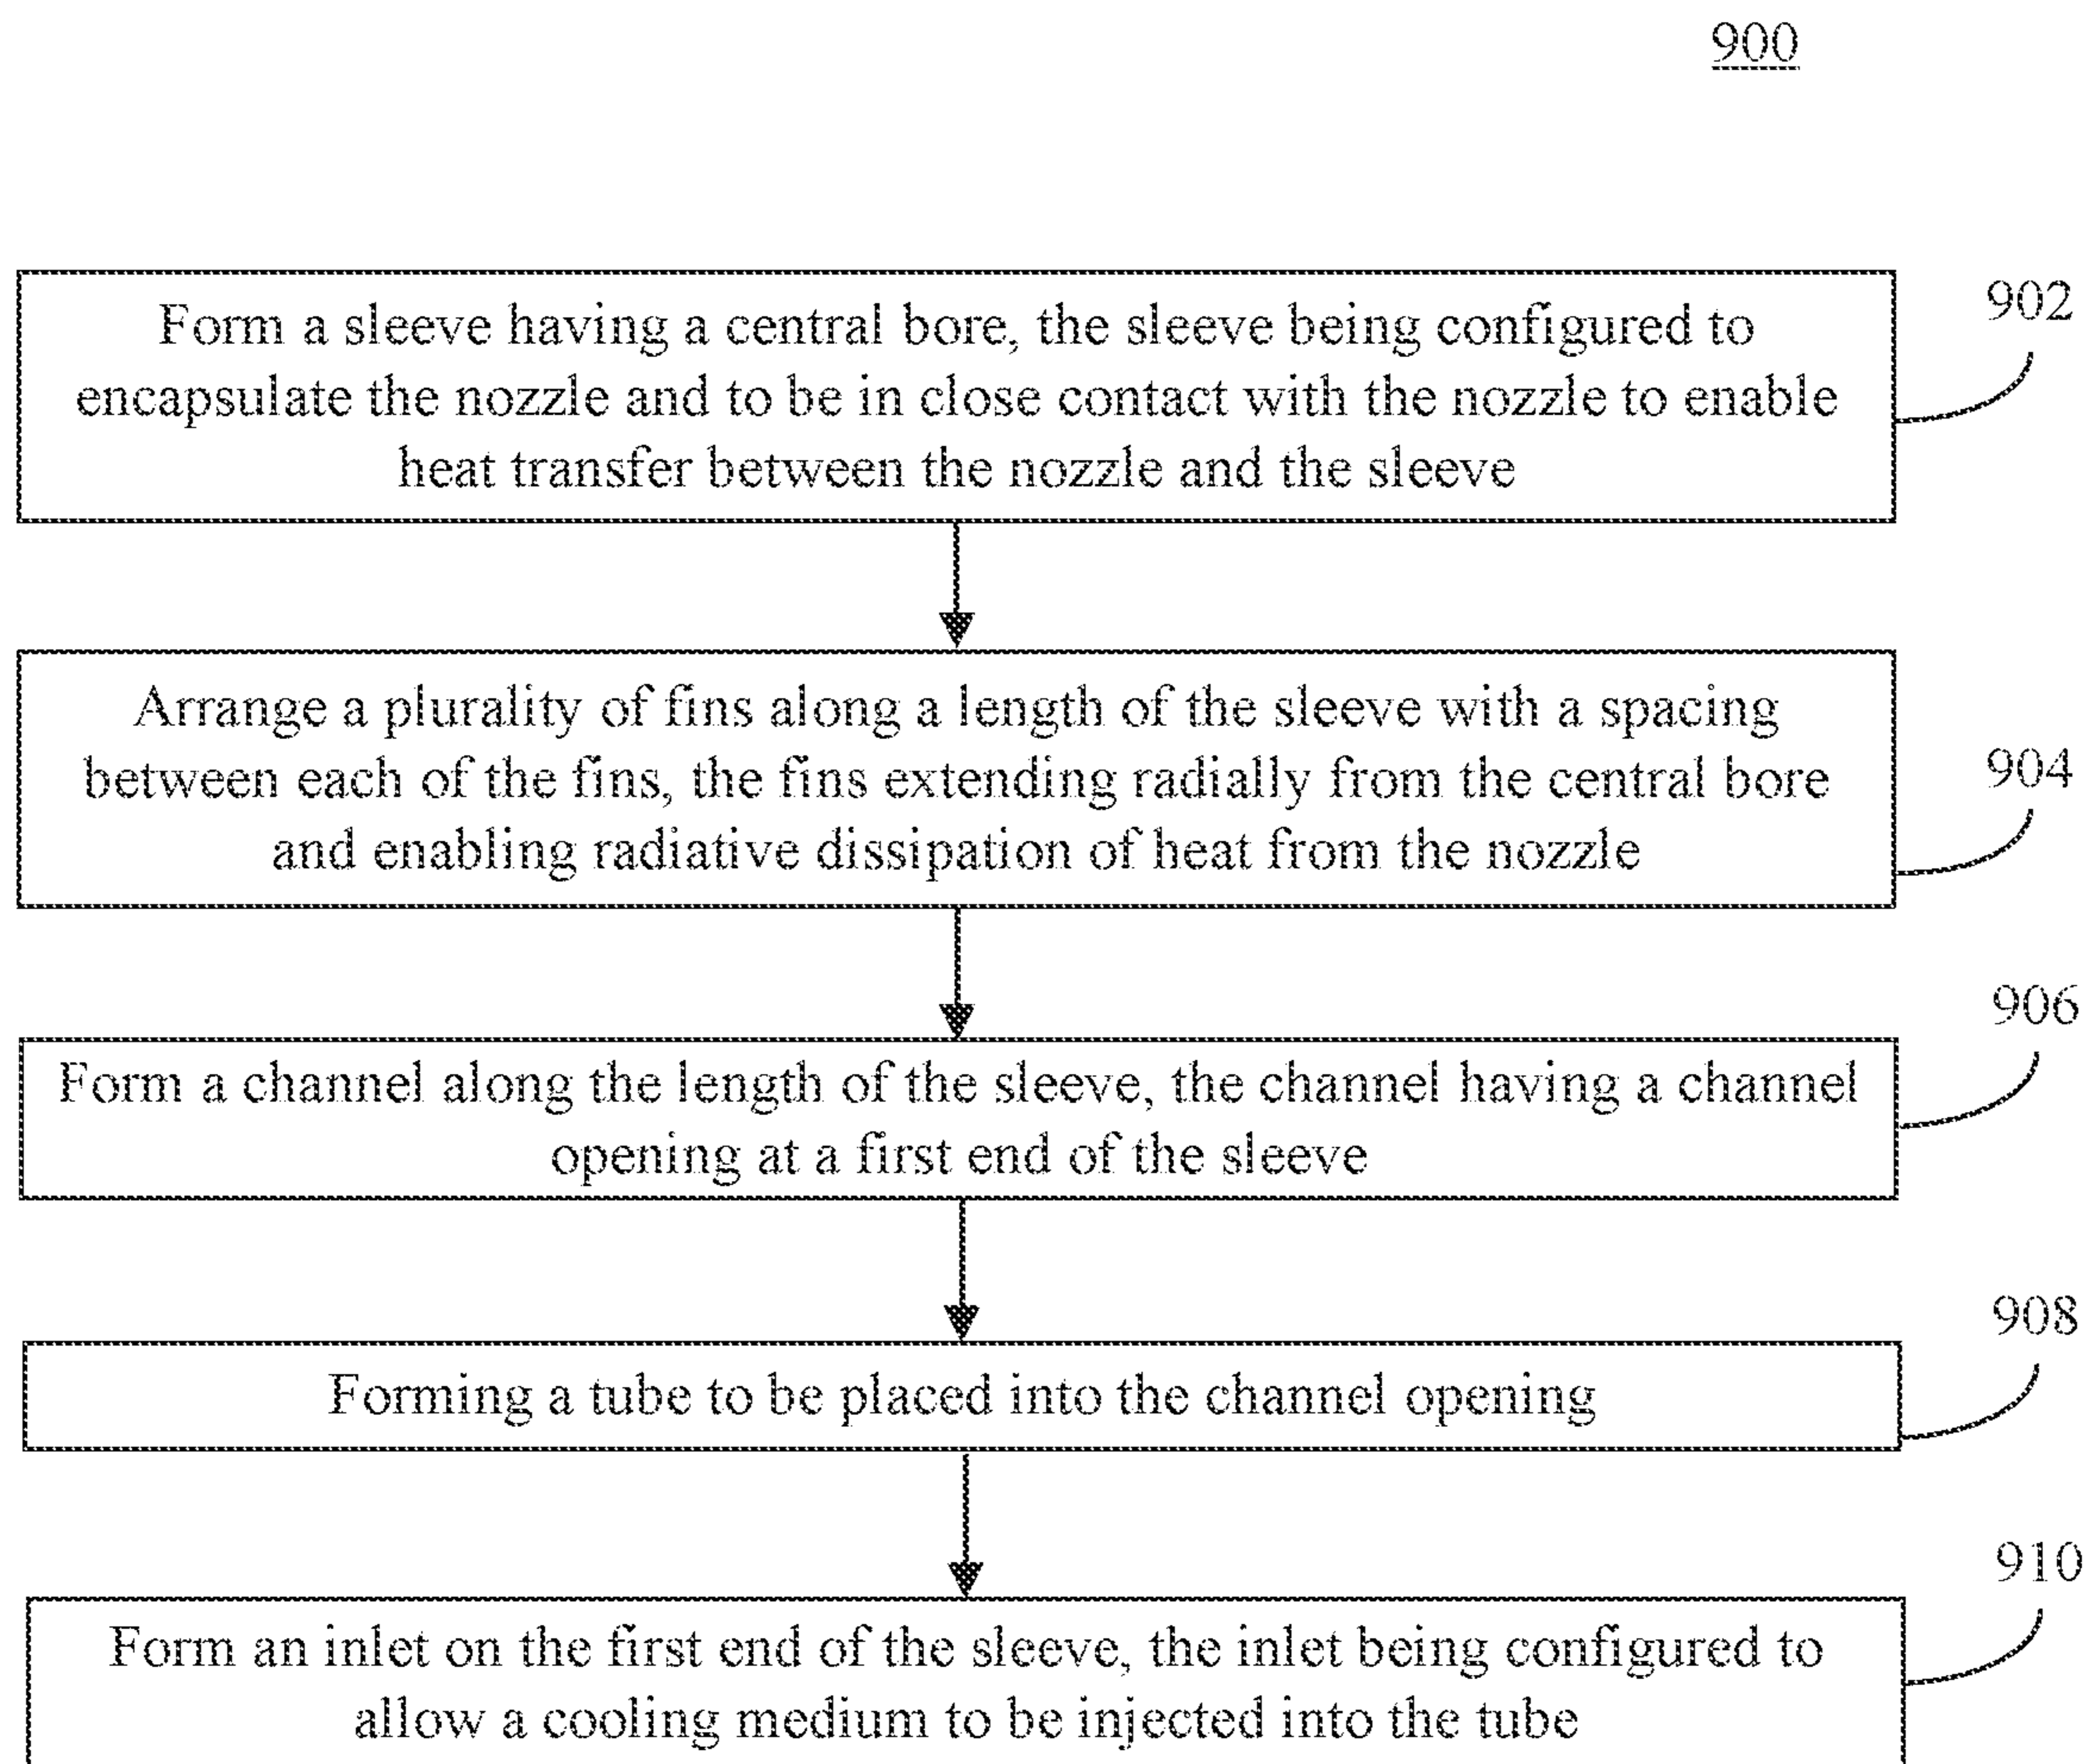 900
Form a sleeve having a central bore, the sleeve being configured to
encapsulate the nozzle and to be in close contact with the nozzle to enable
heat transfer between the nozzle and the sleeve
902
Arrange a plurality of fins along a length of the sleeve with a spacing
between each of the fins, the fins extending radially from the central bore
and enabling radiative dissipation of heat from the nozzle
904
Form a channel along the length of the sleeve, the channel having a channel
opening at a first end of the sleeve
906
Forming a tube to be placed into the channel opening
908
Form an inlet on the first end of the sleeve, the inlet being configured to
allow a cooling medium to be injected into the tube
910